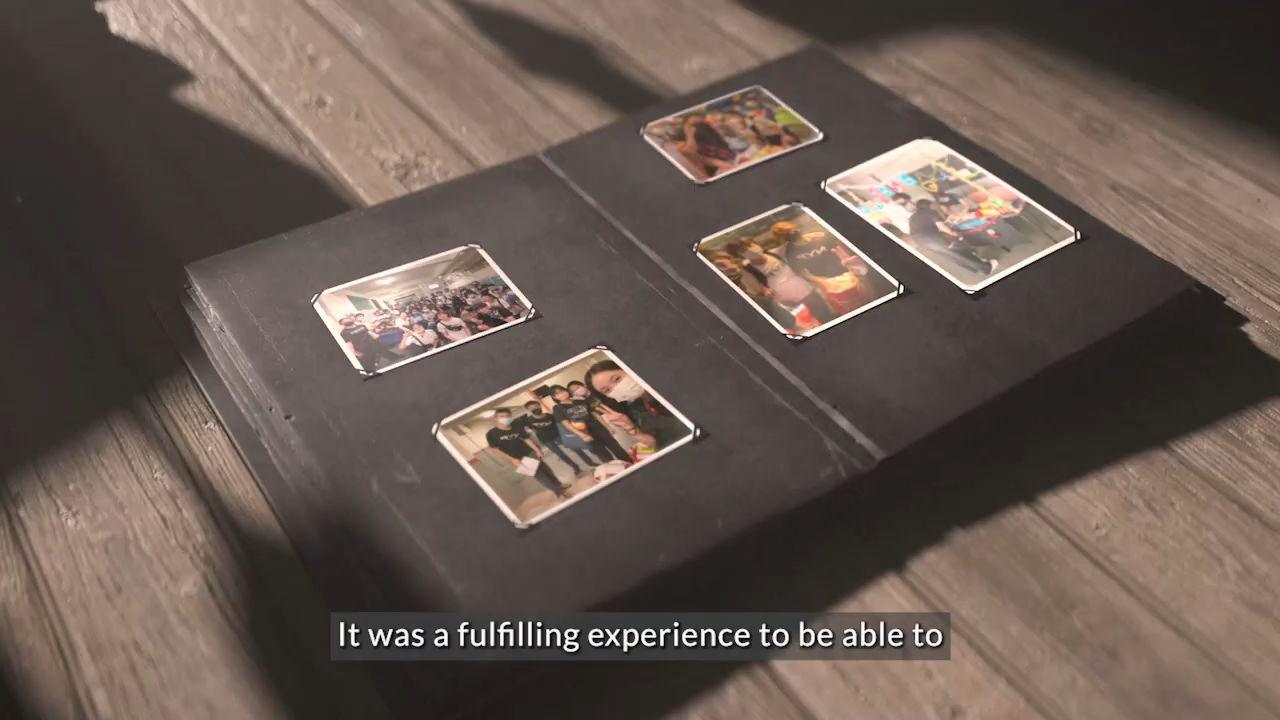 It was a fulfilling experience to be able to